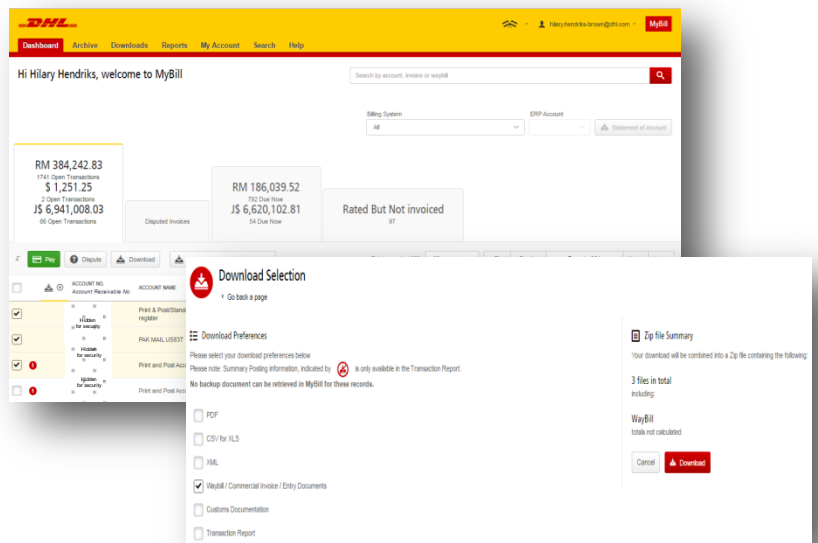 DHL
hilary.hendriks-brown@dhl.com
MyBill
Dashboard Archive Downloads Reports My Account Search Help
Hi Hilary Hendriks, welcome to MyBill
Search by account, invoice or waybill
Billing System
ERP Account
All
Statement of Account
RM 384,242.83
1741 Open Transactions
$ 1,251.25
2 Open Transactions
J$ 6,941,008.03
66 Open Transactions
Disputed Invoices
RM 186,039.52
792 Due Now
J$ 6,620,102.81
54 Due Now
Rated But Not invoiced
97
Pay Dispute Download
ACCOUNT NO.
Account Receivable No.
ACCOUNT NAME
Hidden
for security
Print & Post/Standa
register
Hidden
for security
PAK MAIL US837
Hidden
for security
Print and Post Acc
Print and Post Acc
Download Selection
Go back a page
Download Preferences
Please select your download preferences below
Please note: Summary Posting information, indicated by is only available in the Transaction Report.
No backup document can be retrieved in MyBill for these records.
PDF
CSV for XLS
XML
Waybill / Commercial Invoice / Entry Documents
Customs Documentation
Transaction Report
Zip file Summary
Your download will be combined into a Zip file containing the following:
3 files in total
including:
WayBill
totals not calculated
Cancel Download